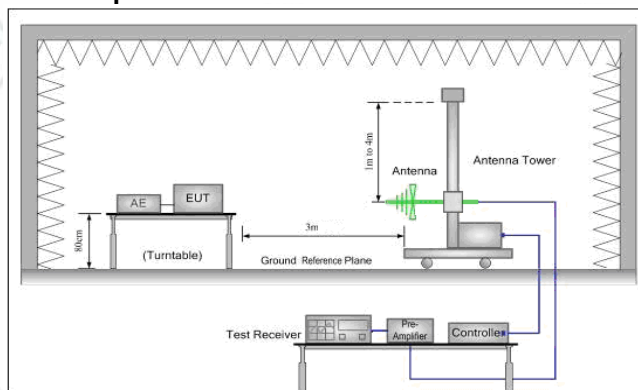 1m to 4m
Antenna
Antenna Tower
AE
EUT
80cm
(Turntable)
3m
Ground Reference Plane
Test Receiver
Pre-
Amplifier
Controller